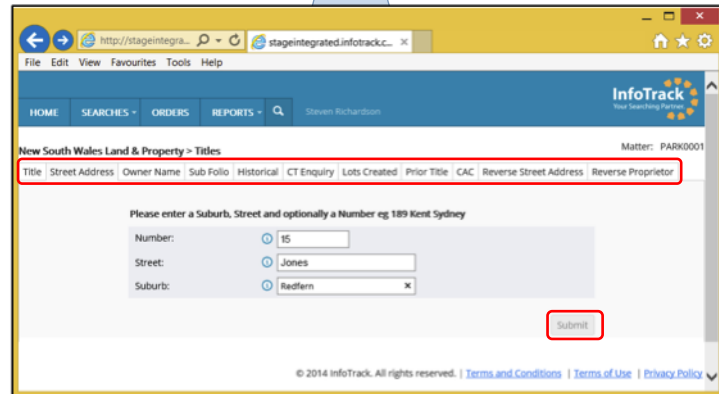 http://stageintegra...
stageintegrated.infotrack.c...
File Edit View Favourites Tools Help
InfoTrack
Your Searching Partner
HOME SEARCHES ORDERS REPORTS Steven Richardson
New South Wales Land & Property > Titles
Matter: PARK0001
Title Street Address Owner Name Sub Folio Historical CT Enquiry Lots Created Prior Title CAC Reverse Street Address Reverse Proprietor
Please enter a Suburb, Street and optionally a Number eg 189 Kent Sydney
Number: 15
Street: Jones
Suburb: Redfern
Submit
© 2014 InfoTrack. All rights reserved. | Terms and Conditions | Terms of Use | Privacy Policy